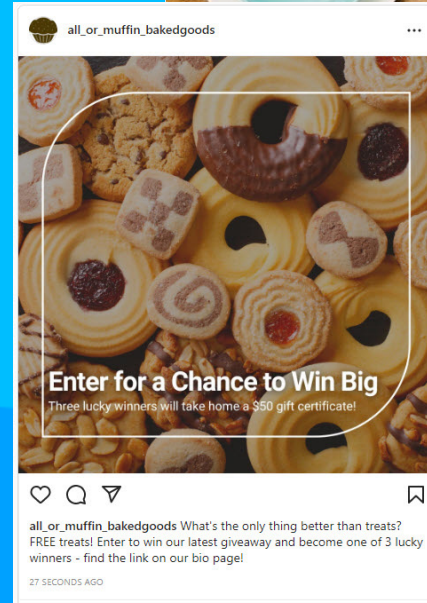 all_or_muffin_bakedgoods
Enter for a Chance to Win Big
Three lucky winners will take home a $50 gift certificate!
all_or_muffin_bakedgoods What's the only thing better than treats?
FREE treats! Enter to win our latest giveaway and become one of 3 lucky
winners - find the link on our bio page!
27 SECONDS AGO